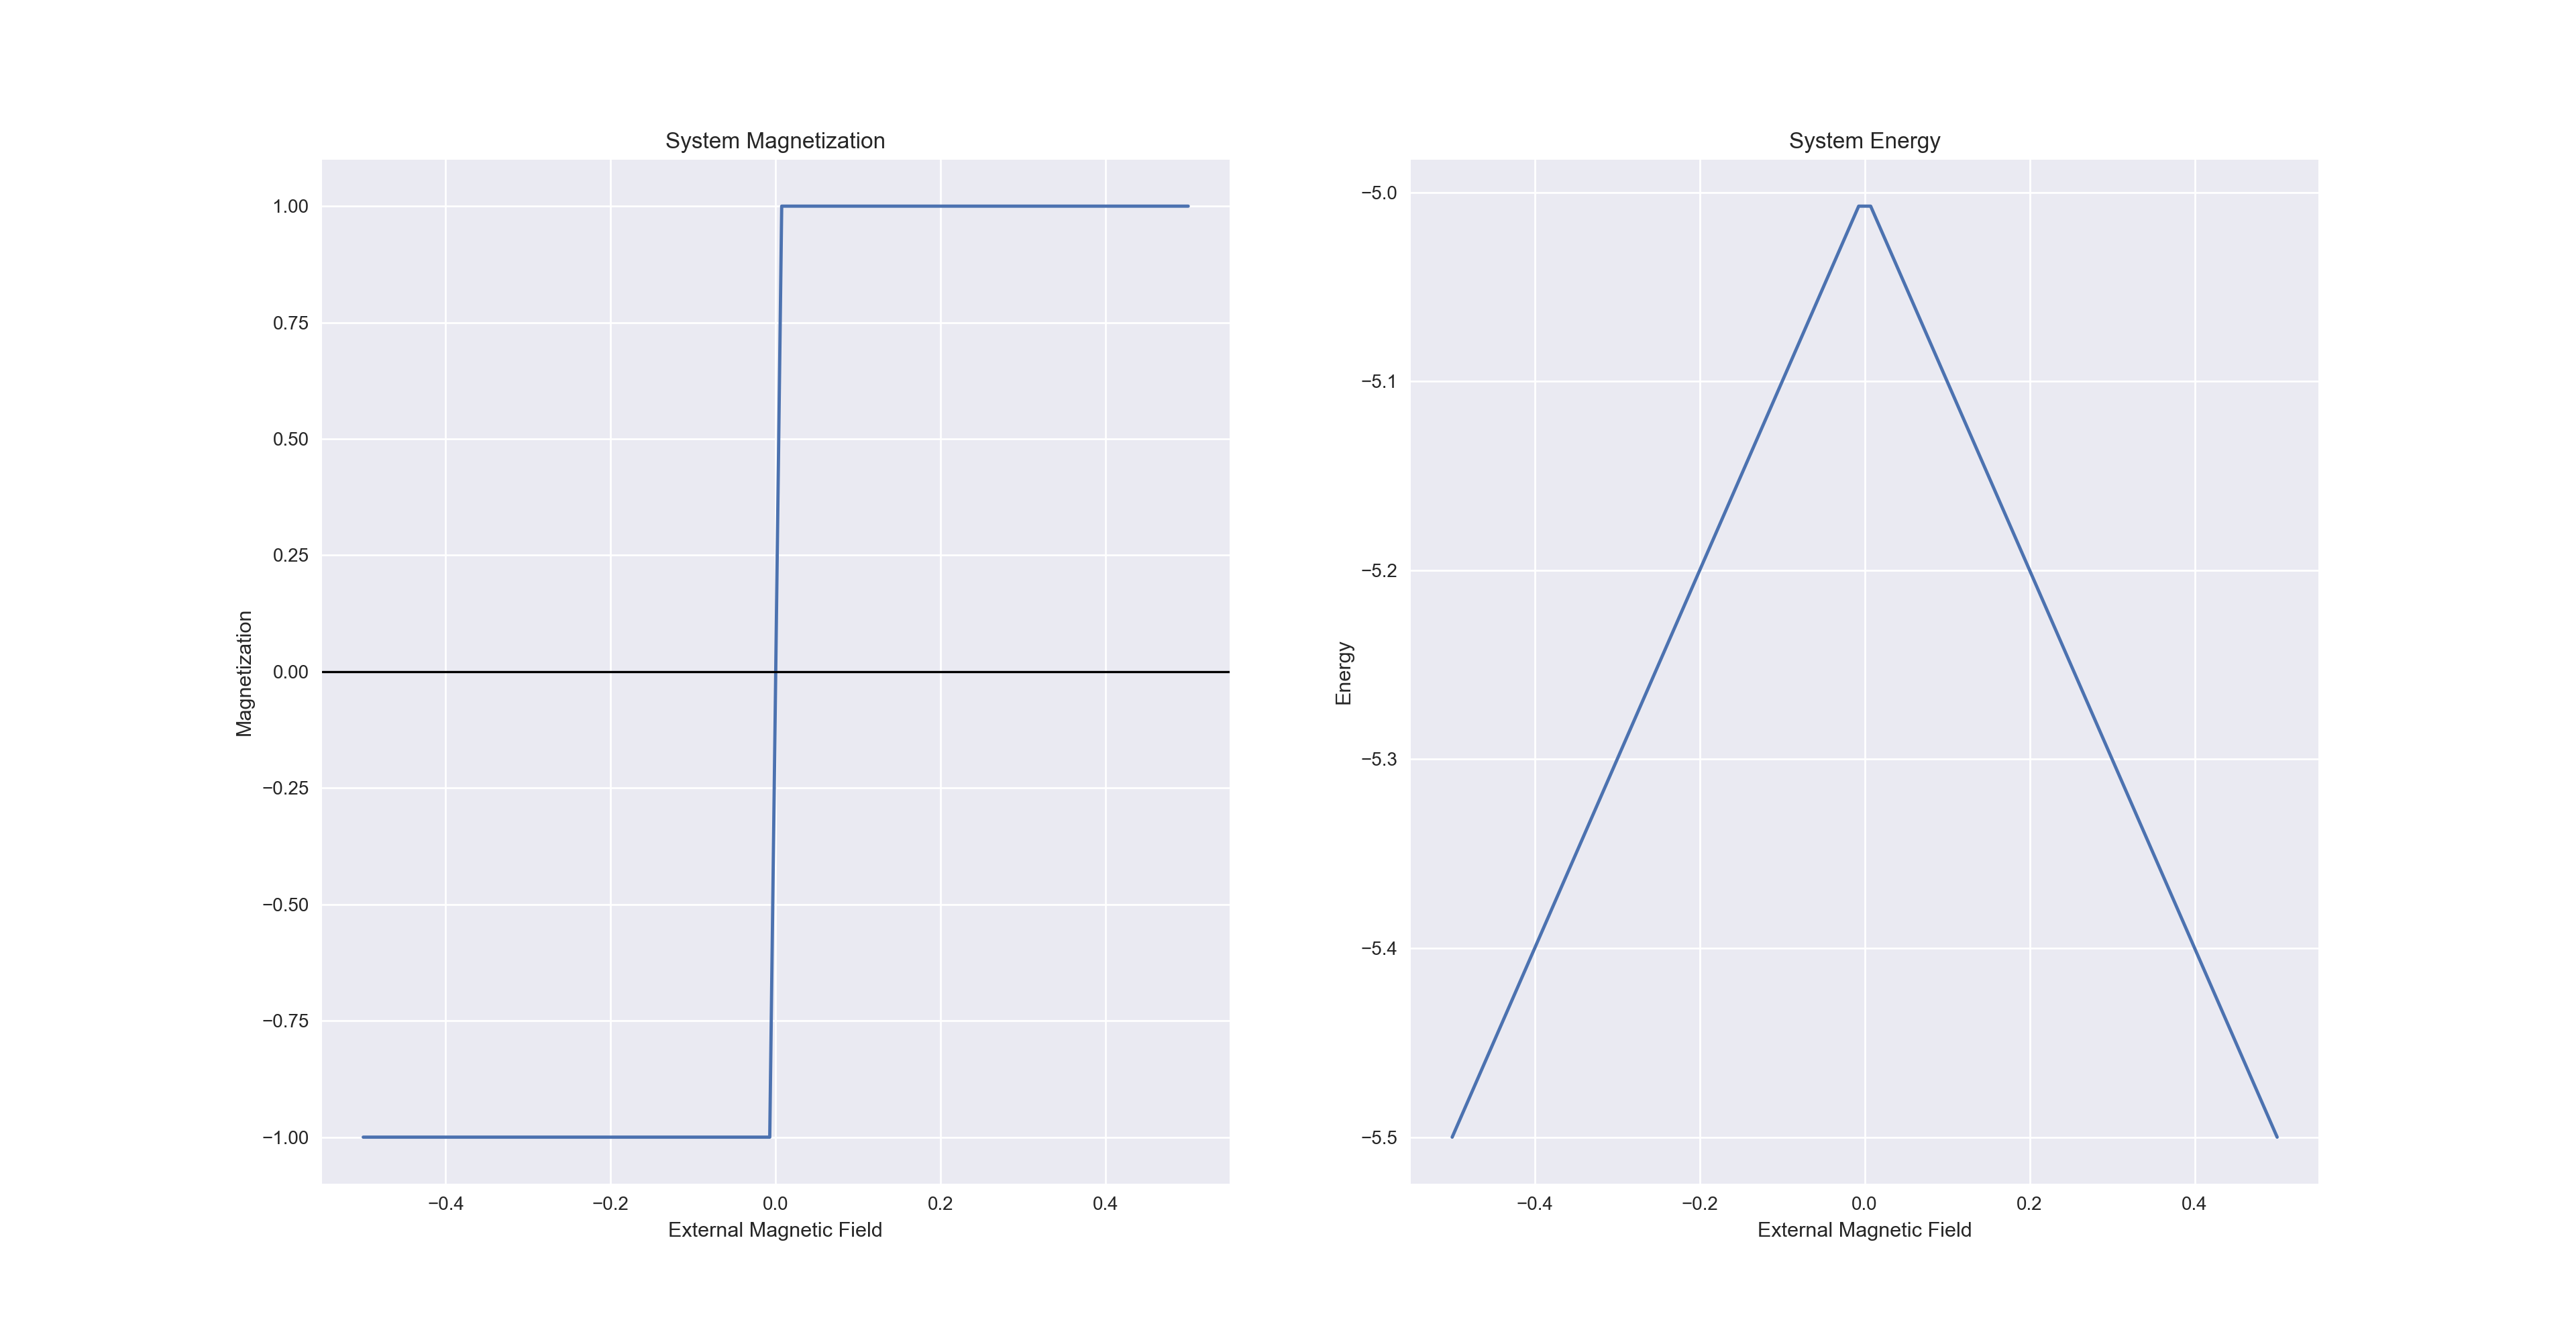 System Magnetization
1.00
0.75
0.50
0.25
0.00
−0.25
−0.50
−0.75
−1.00
Magnetization
−0.4 −0.2 0.0 0.2 0.4
External Magnetic Field
System Energy
−5.0
−5.1
−5.2
−5.3
−5.4
−5.5
Energy
−0.4 −0.2 0.0 0.2 0.4
External Magnetic Field